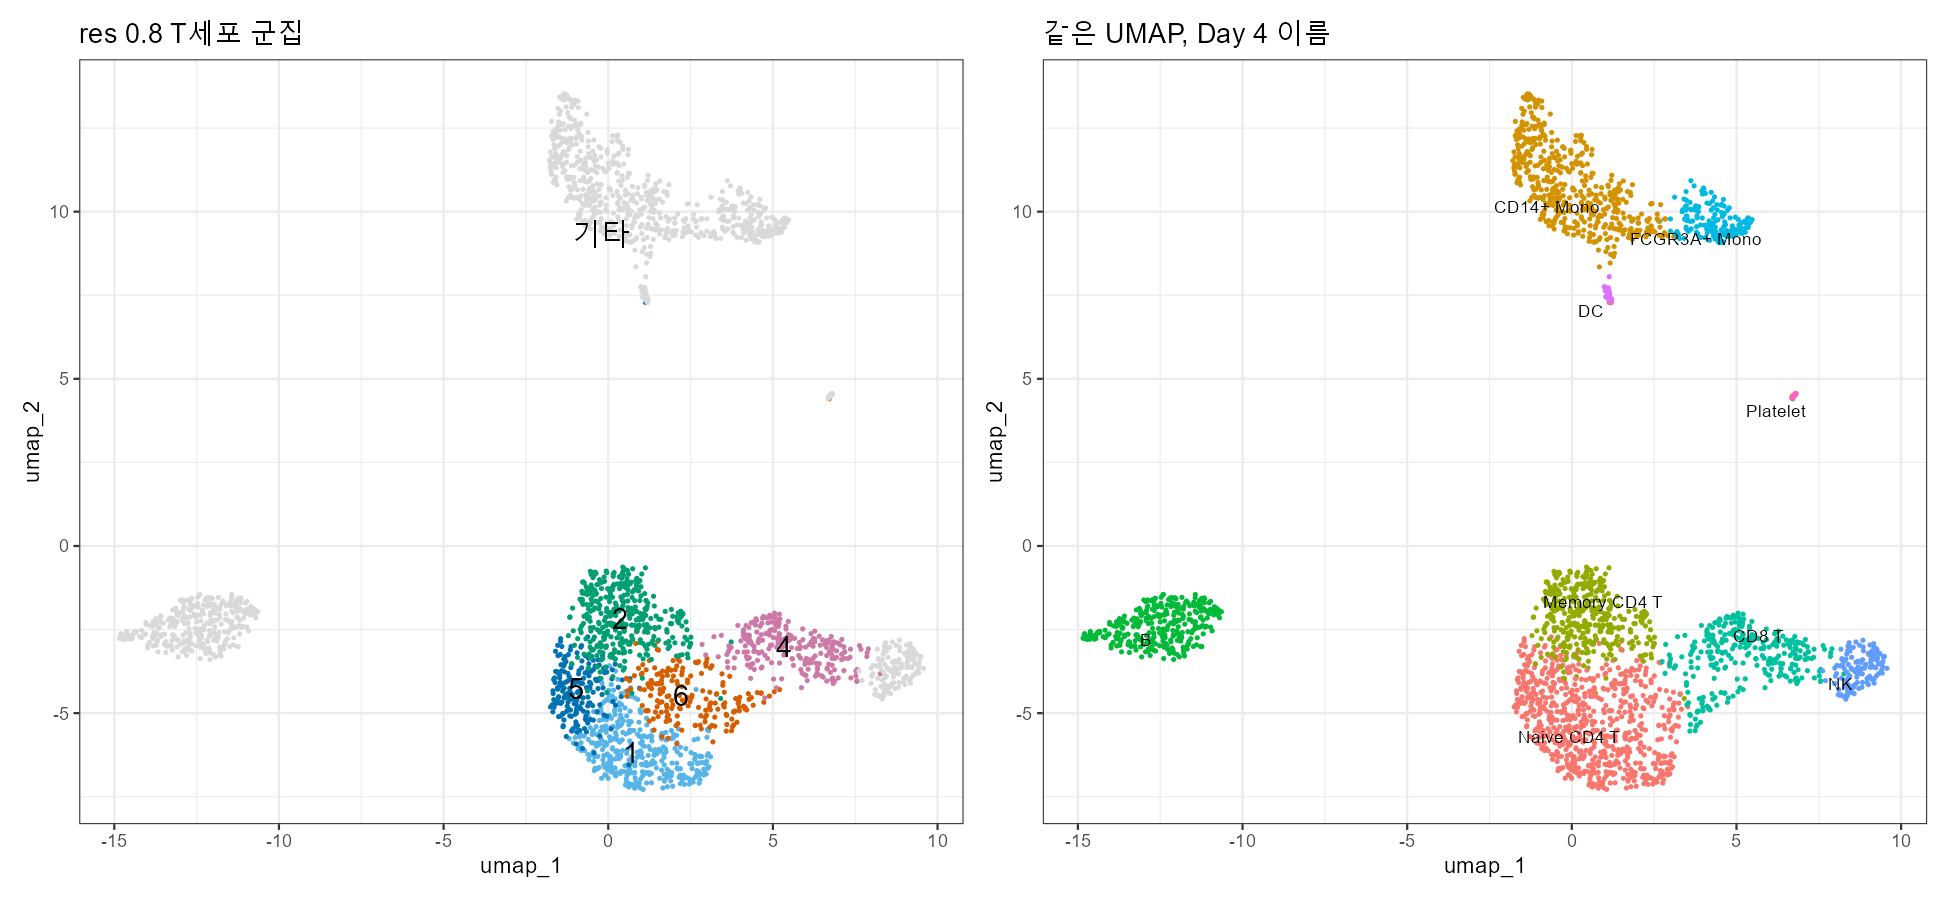 res 0.8 T세포 군집
umap_2
10
5
0
-5
기타
2
4
5
6
1
-15
-10
-5
0
5
10
umap_1
같은 UMAP, Day 4 이름
umap_2
10
5
0
-5
CD14+ Mono
FCGR3A+ Mono
DC
Platelet
Memory CD4 T
CD8 T
B
NK
Naive CD4 T
-15
-10
-5
0
5
10
umap_1